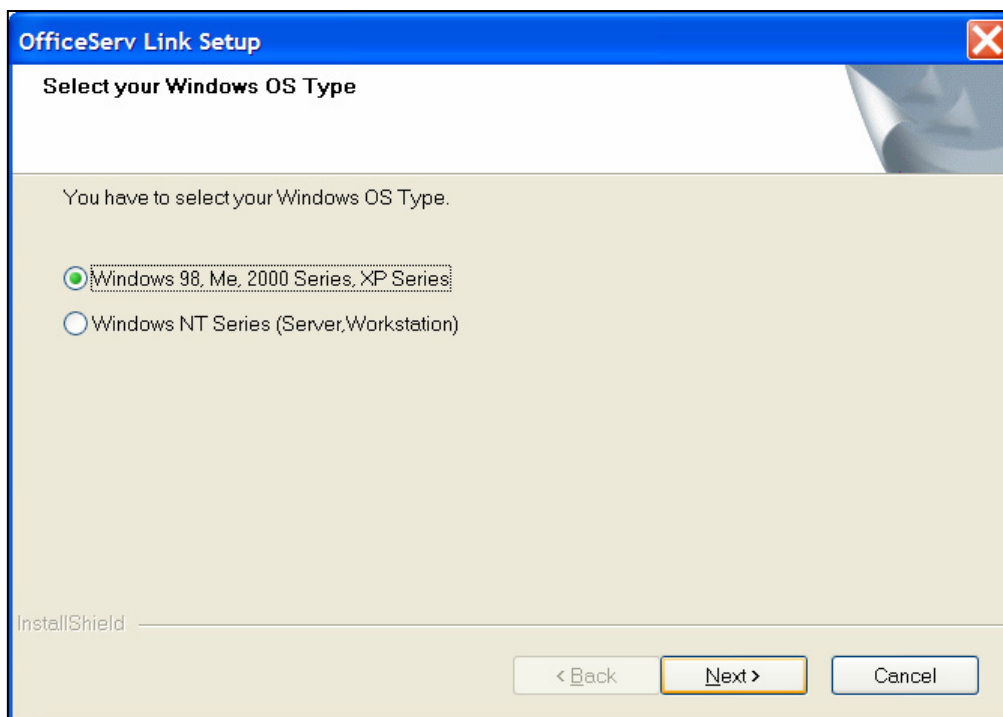 OfficeServ Link Setup
Select your Windows OS Type
You have to select your Windows OS Type.
Windows 98, Me, 2000 Series, XP Series
Windows NT Series (Server,Workstation)
InstallShield
< Back Next > Cancel